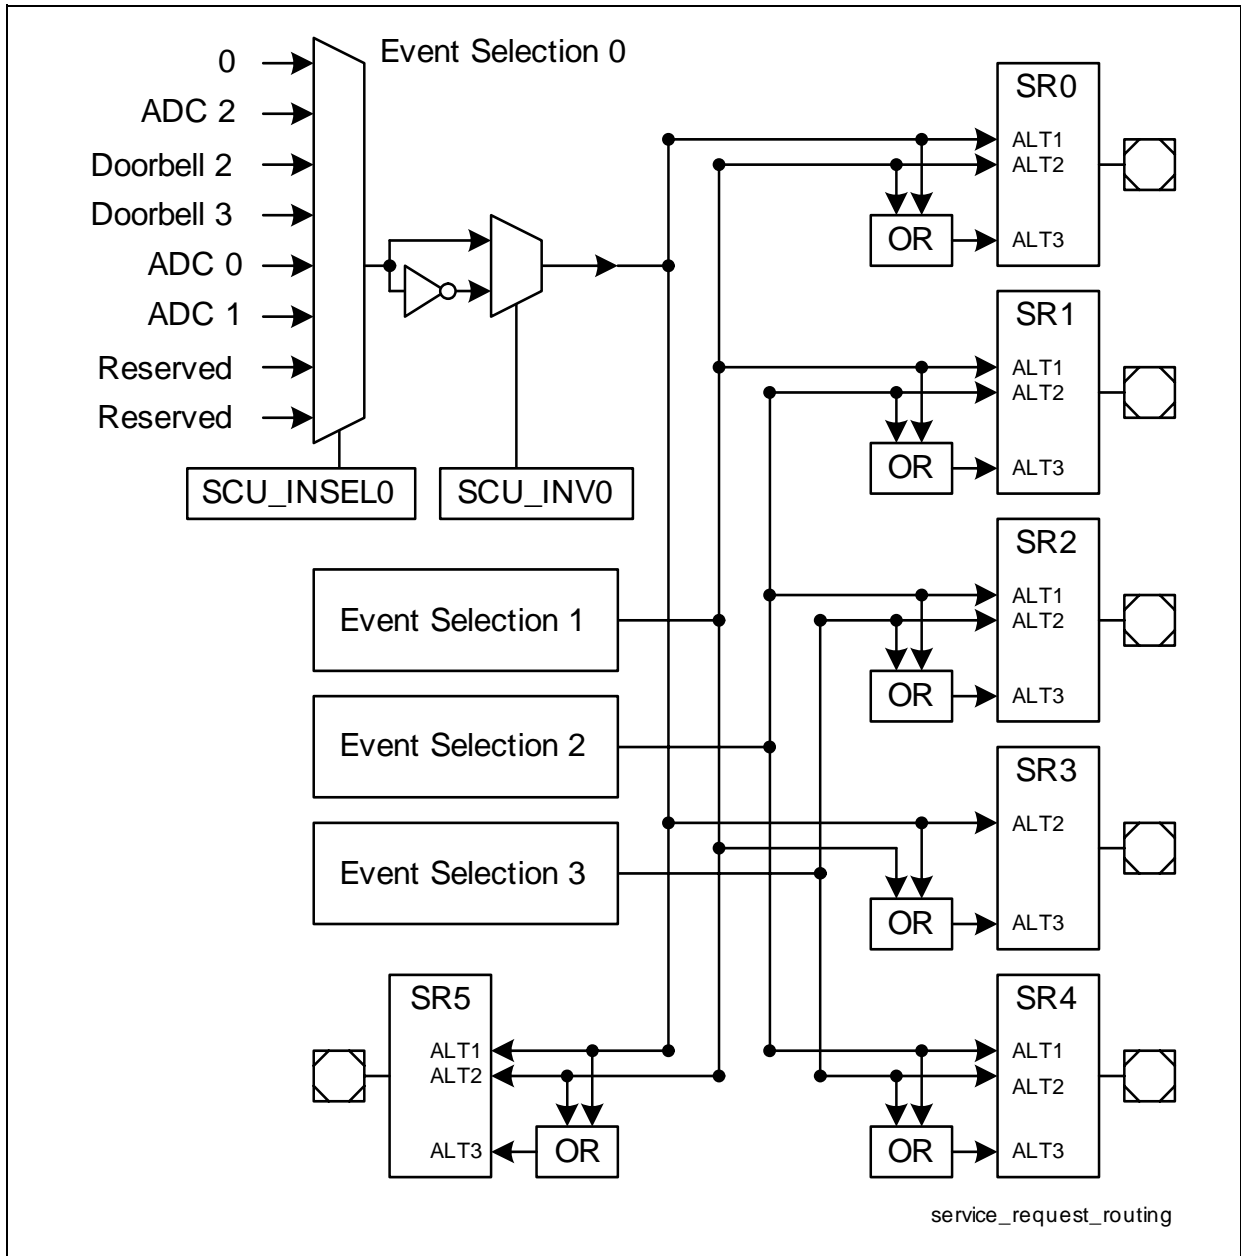 Event Selection 0
0
ADC 2
Doorbell 2
Doorbell 3
ADC 0
ADC 1
Reserved
Reserved
SCU_INSEL0
SCU_INV0
Event Selection 1
Event Selection 2
Event Selection 3
SR0
ALT1
ALT2
OR
ALT3
SR1
ALT1
ALT2
OR
ALT3
SR2
ALT1
ALT2
OR
ALT3
SR3
ALT2
OR
ALT3
SR5
ALT1
ALT2
ALT3
OR
SR4
ALT1
ALT2
OR
ALT3
service_request_routing